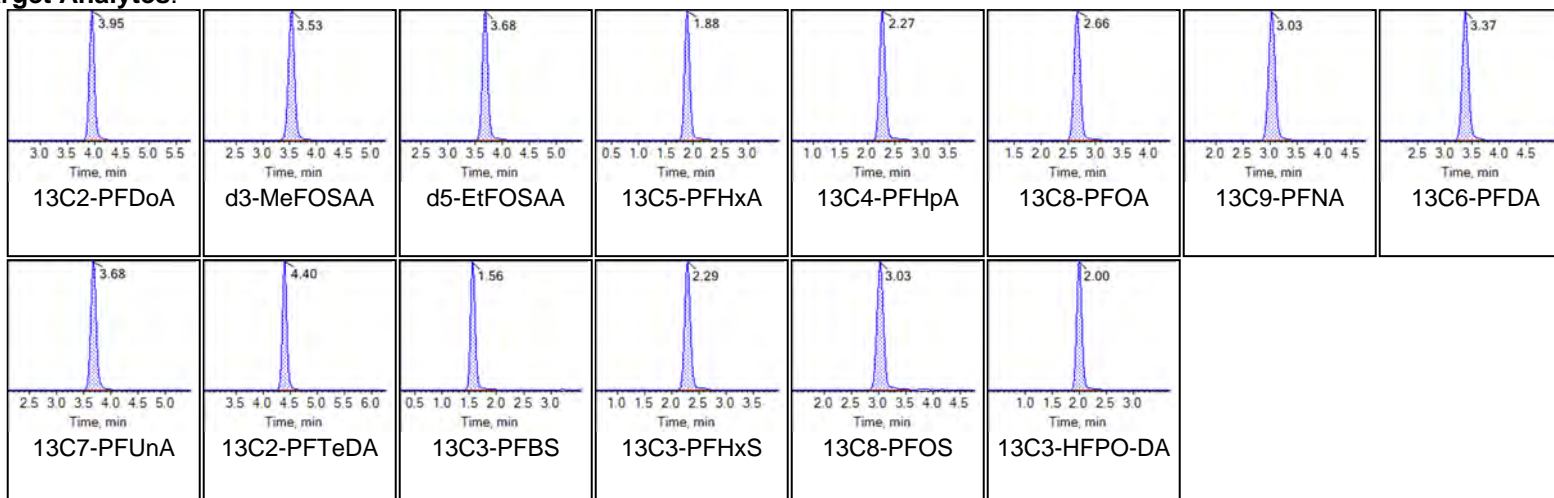 rget Analytes:
3.95 3.53 3.68 1.88 2.27 2.66 3.03 3.37
3.0 3.5 4.0 4.5 5.0 5.5 2.5 3.0 3.5 4.0 4.5 5.0 2.5 3.0 3.5 4.0 4.5 5.0 0.5 1.0 1.5 2.0 2.5 3.0 1.0 1.5 2.0 2.5 3.0 3.5 1.5 2.0 2.5 3.0 3.5 4.0 2.0 2.5 3.0 3.5 4.0 4.5 2.5 3.0 3.5 4.0 4.5
Time, min Time, min Time, min Time, min Time, min Time, min Time, min Time, min
13C2-PFDoA d3-MeFOSAA d5-EtFOSAA 13C5-PFHxA 13C4-PFHpA 13C8-PFOA 13C9-PFNA 13C6-PFDA
3.68 4.40 1.56 2.29 3.03 2.00
2.5 3.0 3.5 4.0 4.5 5.0 3.5 4.0 4.5 5.0 5.5 6.0 0.5 1.0 1.5 2.0 2.5 3.0 1.0 1.5 2.0 2.5 3.0 3.5 2.0 2.5 3.0 3.5 4.0 4.5 1.0 1.5 2.0 2.5 3.0
Time, min Time, min Time, min Time, min Time, min Time, min
13C7-PFUnA 13C2-PFTeDA 13C3-PFBS 13C3-PFHxS 13C8-PFOS 13C3-HFPO-DA